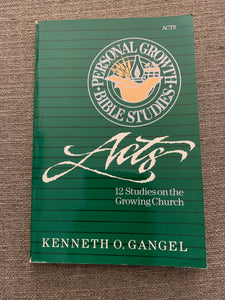 ACTS
PERSONAL GROWTH
BIBLE STUDIES
Acts
12 Studies on the
Growing Church
KENNETH O. GANGEL